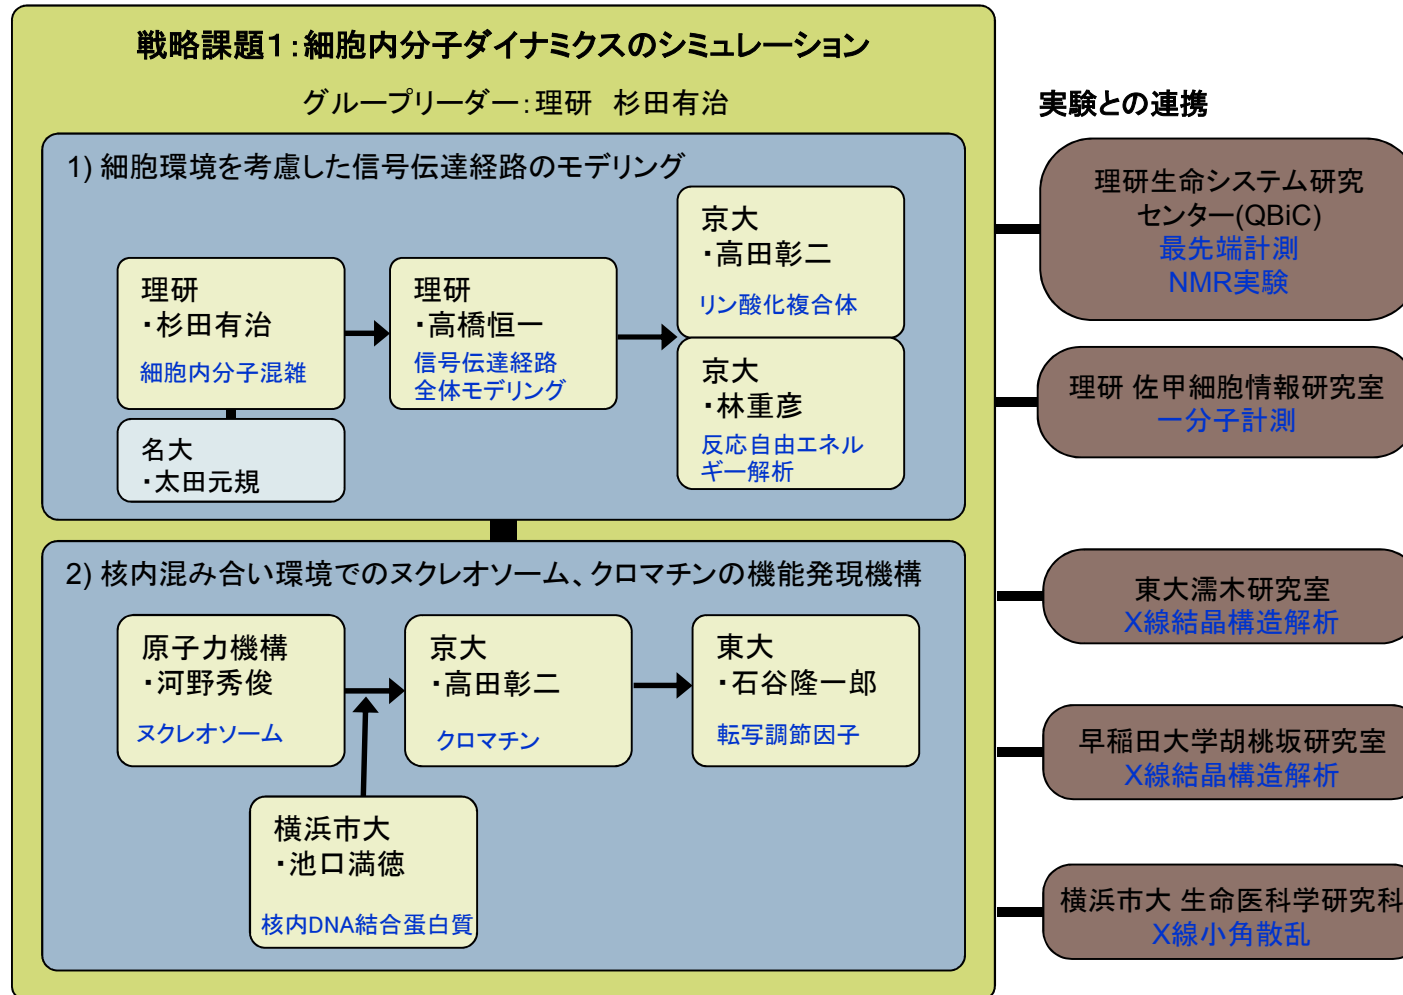 戦略課題1:細胞内分子ダイナミクスのシミュレーション
グループリーダー:理研　杉田有治
1) 細胞環境を考慮した信号伝達経路のモデリング
理研
・杉田有治
細胞内分子混雑
名大
・太田元規
理研
・高橋恒一
信号伝達経路
全体モデリング
京大
・高田彰二
リン酸化複合体
京大
・林重彦
反応自由エネル
ギー解析
2) 核内混み合い環境でのヌクレオソーム、クロマチンの機能発現機構
原子力機構
・河野秀俊
ヌクレオソーム
京大
・高田彰二
クロマチン
東大
・石谷隆一郎
転写調節因子
横浜市大
・池口満徳
核内DNA結合蛋白質
実験との連携
理研生命システム研究
センター(QBiC)
最先端計測
NMR実験
理研 佐甲細胞情報研究室
一分子計測
東大濡木研究室
X線結晶構造解析
早稲田大学胡桃坂研究室
X線結晶構造解析
横浜市大 生命医科学研究科
X線小角散乱